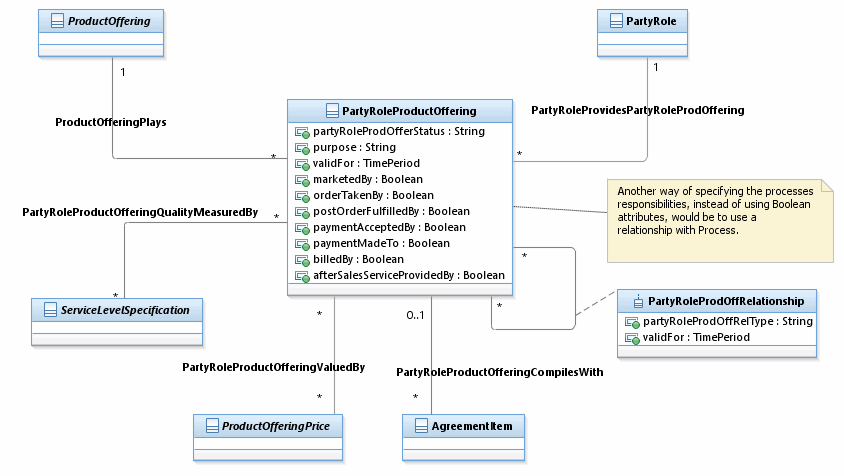 ProductOffering
PartyRole
1
1
ProductOfferingPlays
PartyRoleProvidesPartyRoleProdOffering
PartyRoleProductOffering
partyRoleProdOfferStatus : String
purpose : String
validFor : TimePeriod
marketedBy : Boolean
orderTakenBy : Boolean
postOrderFulfilledBy : Boolean
paymentAcceptedBy : Boolean
paymentMadeTo : Boolean
billedBy : Boolean
afterSalesServiceProvidedBy : Boolean
*
*
Another way of specifying the processes
responsibilities, instead of using Boolean
attributes, would be to use a
relationship with Process.
PartyRoleProductOfferingQualityMeasuredBy
*
*
*
*
ServiceLevelSpecification
PartyRoleProdOffRelationship
partyRoleProdOffRelType : String
validFor : TimePeriod
*
0..1
PartyRoleProductOfferingValuedBy
PartyRoleProductOfferingCompilesWith
*
*
ProductOfferingPrice
AgreementItem